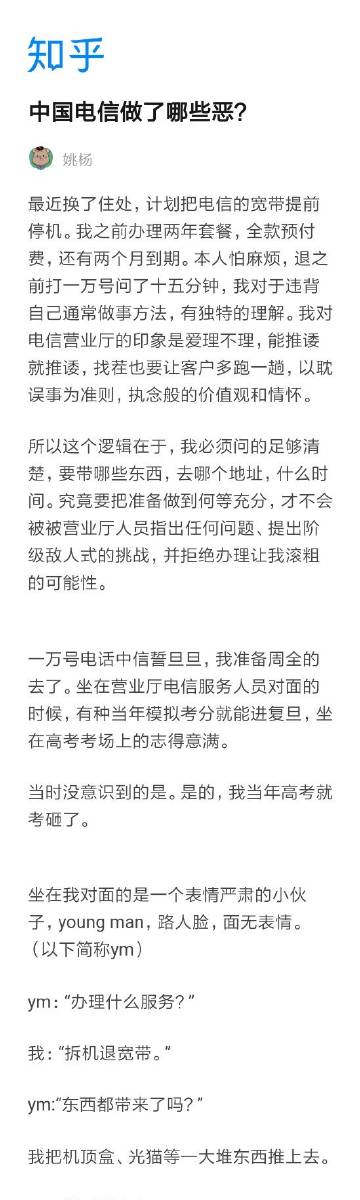 知乎
中国电信做了哪些恶？
姚杨
最近换了住处，计划把电信的宽带提前
停机。我之前办理两年套餐，全款预付
费，还有两个月到期。本人怕麻烦，退之
前打一万号问了十五分钟，我对于违背
自己通常做事方法，有独特的理解。我对
电信营业厅的印象是爱理不理，能推诿
就推诿，找茬也要让客户多跑一趟，以耽
误事为准则，执念般的价值观和情怀。
所以这个逻辑在于，我必须问的足够清
楚，要带哪些东西，去哪个地址，什么时
间。究竟要把准备做到何等充分，才不会
被被营业厅人员指出任何问题、提出阶
级敌人式的挑战，并拒绝办理让我滚粗
的可能性。
一万号电话中信誓旦旦，我准备周全的
去了。坐在营业厅电信服务人员对面的
时候，有种当年模拟考分就能进复旦，坐
在高考考场上的志得意满。
当时没意识到的是。是的，我当年高考就
考砸了。
坐在我对面的是一个表情严肃的小伙
子，young man，路人脸，面无表情。
（以下简称ym）
ym：“办理什么服务？”
我：“拆机退宽带。”
ym:“东西都带来了吗？”
我把机顶盒、光猫等一大堆东西推上去。